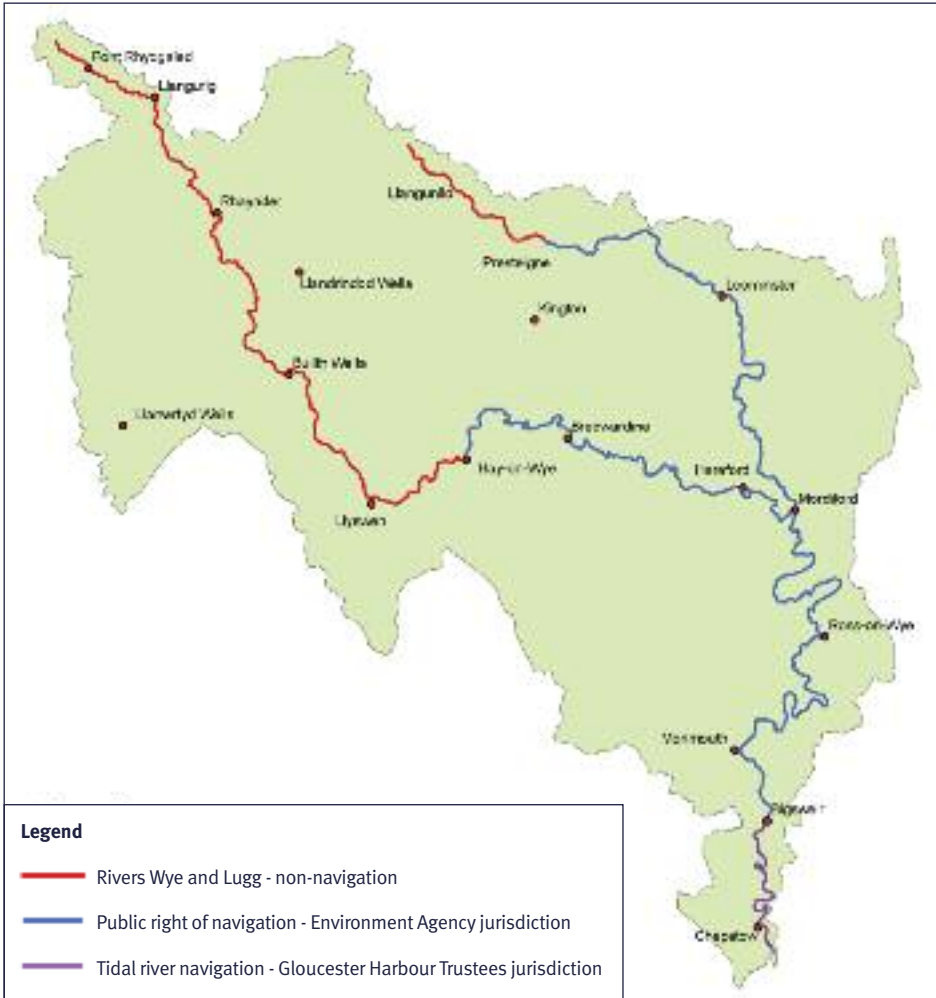 Pont Rhydgaled
Llangurig
Rhayader
Llangunllo
Presteigne
Llandrindod Wells
Leominster
Kington
Builth Wells
Llanwrtyd Wells
Bredwardine
Hay-on-Wye
Hereford
Mordiford
Llyswen
Ross-on-Wye
Monmouth
Bigsweir
Chepstow
Legend
Rivers Wye and Lugg - non-navigation
Public right of navigation - Environment Agency jurisdiction
Tidal river navigation - Gloucester Harbour Trustees jurisdiction